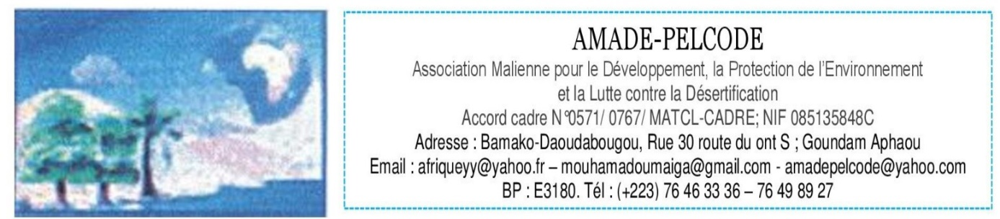 AMADE-PELCODE
Association Malienne pour le Développement, la Protection de l'Environnement
et la Lutte contre la Désertification
Accord cadre N°0571/ 0767/ MATCL-CADRE; NIF 085135848C
Adresse : Bamako-Daoudabougou, Rue 30 route du ont S ; Goundam Aphaou
Email : afriqueyy@yahoo.fr – mouhamadoumaiga@gmail.com - amadepelcode@yahoo.com
BP : E3180. Tél : (+223) 76 46 33 36 – 76 49 89 27